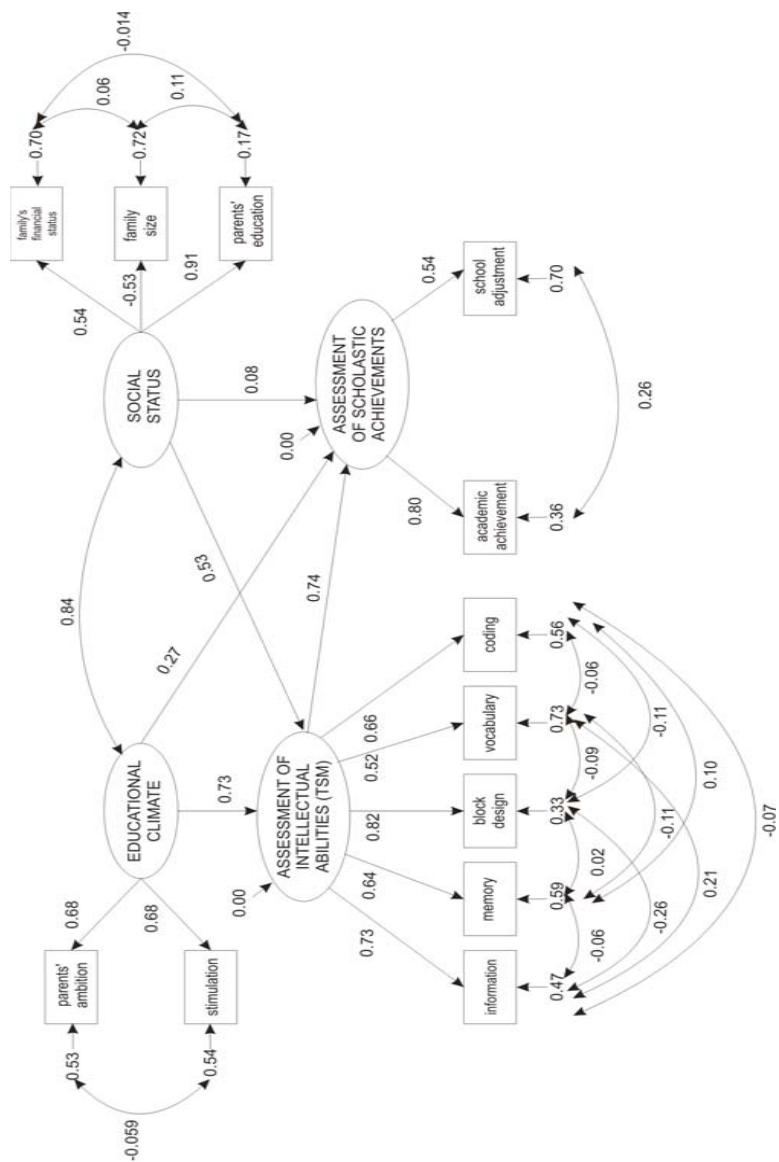 -0.059
0.53
0.54
parents'
ambition
stimulation
0.68
0.68
EDUCATIONAL
CLIMATE
0.84
SOCIAL
STATUS
0.54
-0.53
0.91
family's
financial
status
family
size
parents'
education
0.70
0.72
0.17
0.06
0.11
-0.014
0.73
0.27
0.53
0.08
0.00
ASSESSMENT OF
INTELLECTUAL
ABILITIES (TSM)
0.74
0.00
ASSESSMENT
OF SCHOLASTIC
ACHIEVEMENTS
0.73
0.64
0.82
0.52
0.66
0.80
0.54
information
memory
block
design
vocabulary
coding
academic
achievement
school
adjustment
0.47
0.59
0.33
0.73
0.56
0.36
0.70
-0.06
0.02
-0.09
-0.06
-0.26
-0.11
-0.11
0.21
0.10
-0.07
0.26